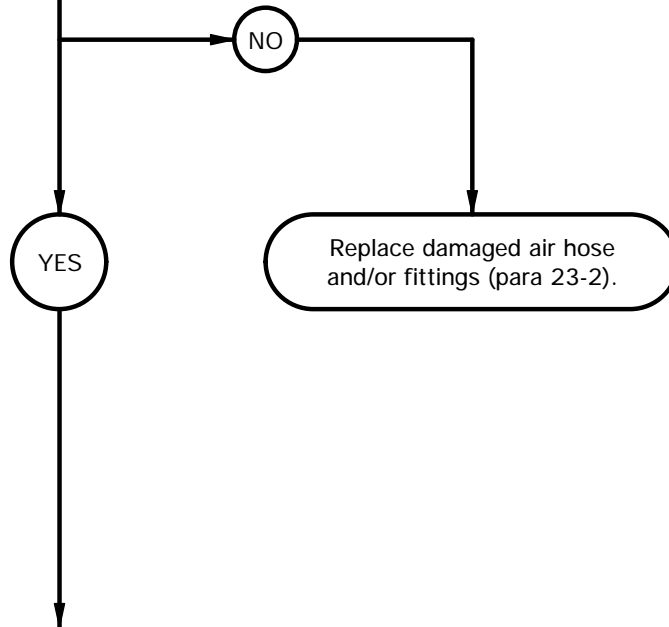 NO
YES
Replace damaged air hose
and/or fittings (para 23-2).